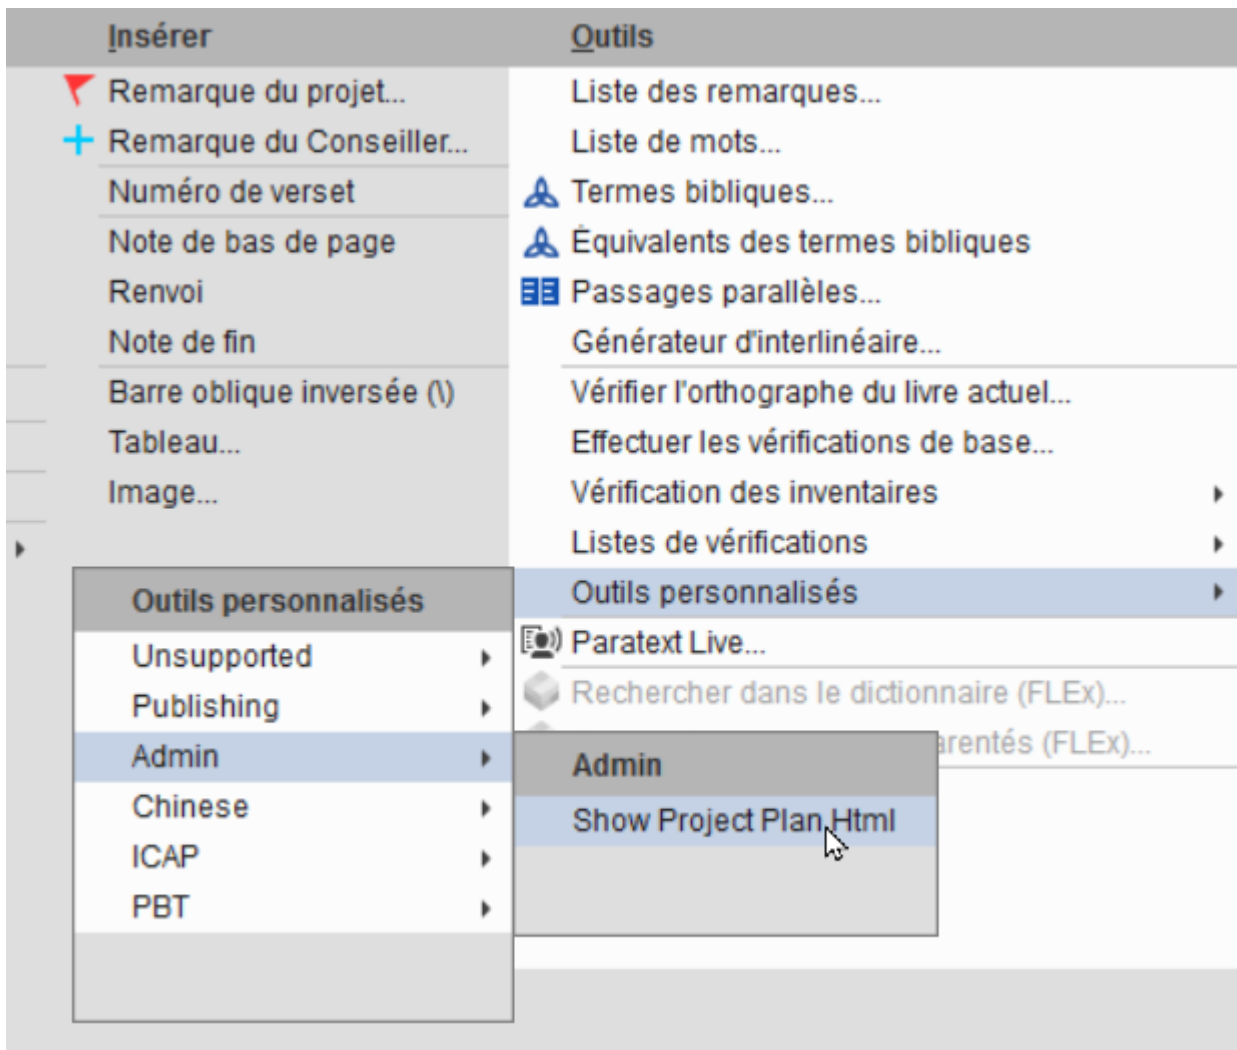 Insérer
Remarque du projet...
Remarque du Conseiller...
Numéro de verset
Note de bas de page
Renvoi
Note de fin
Barre oblique inversée (\)
Tableau...
Image...
Outils
Liste des remarques...
Liste de mots...
Termes bibliques...
Équivalents des termes bibliques
Passages parallèles...
Générateur d'interlinéaire...
Vérifier l'orthographe du livre actuel...
Effectuer les vérifications de base...
Vérification des inventaires
Listes de vérifications
Outils personnalisés
Paratext Live...
Rechercher dans le dictionnaire (FLEx)...
arentés (FLEx)...
Outils personnalisés
Unsupported
Publishing
Admin
Chinese
ICAP
PBT
Admin
Show Project Plan Html